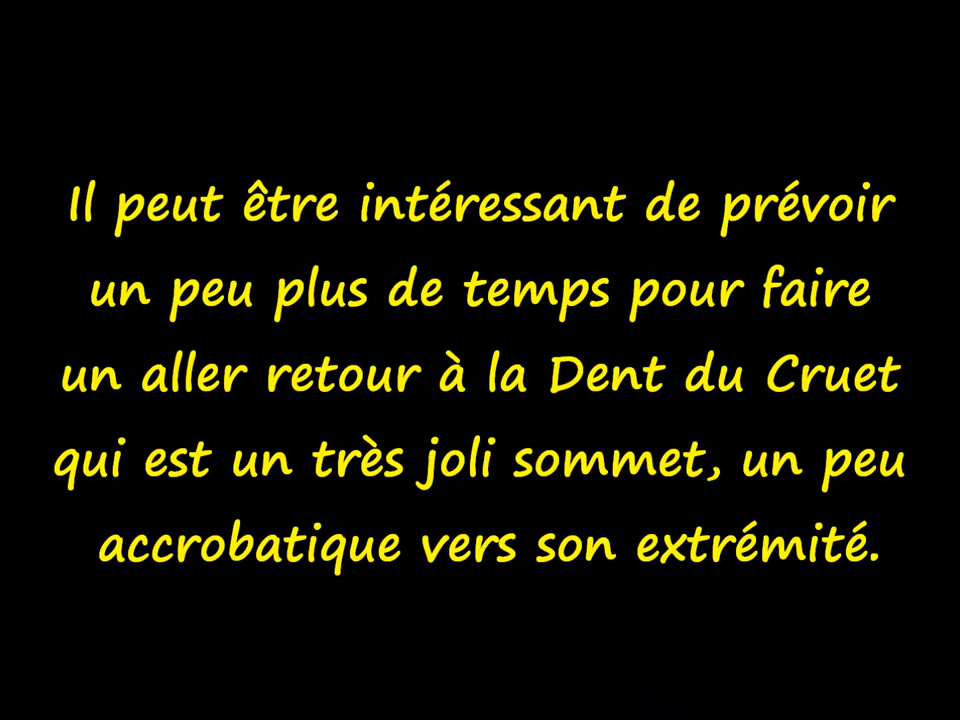 Il peut être intéressant de prévoir
un peu plus de temps pour faire
un aller retour à la Dent du Cruet
qui est un très joli sommet, un peu
accrobatique vers son extrémité.